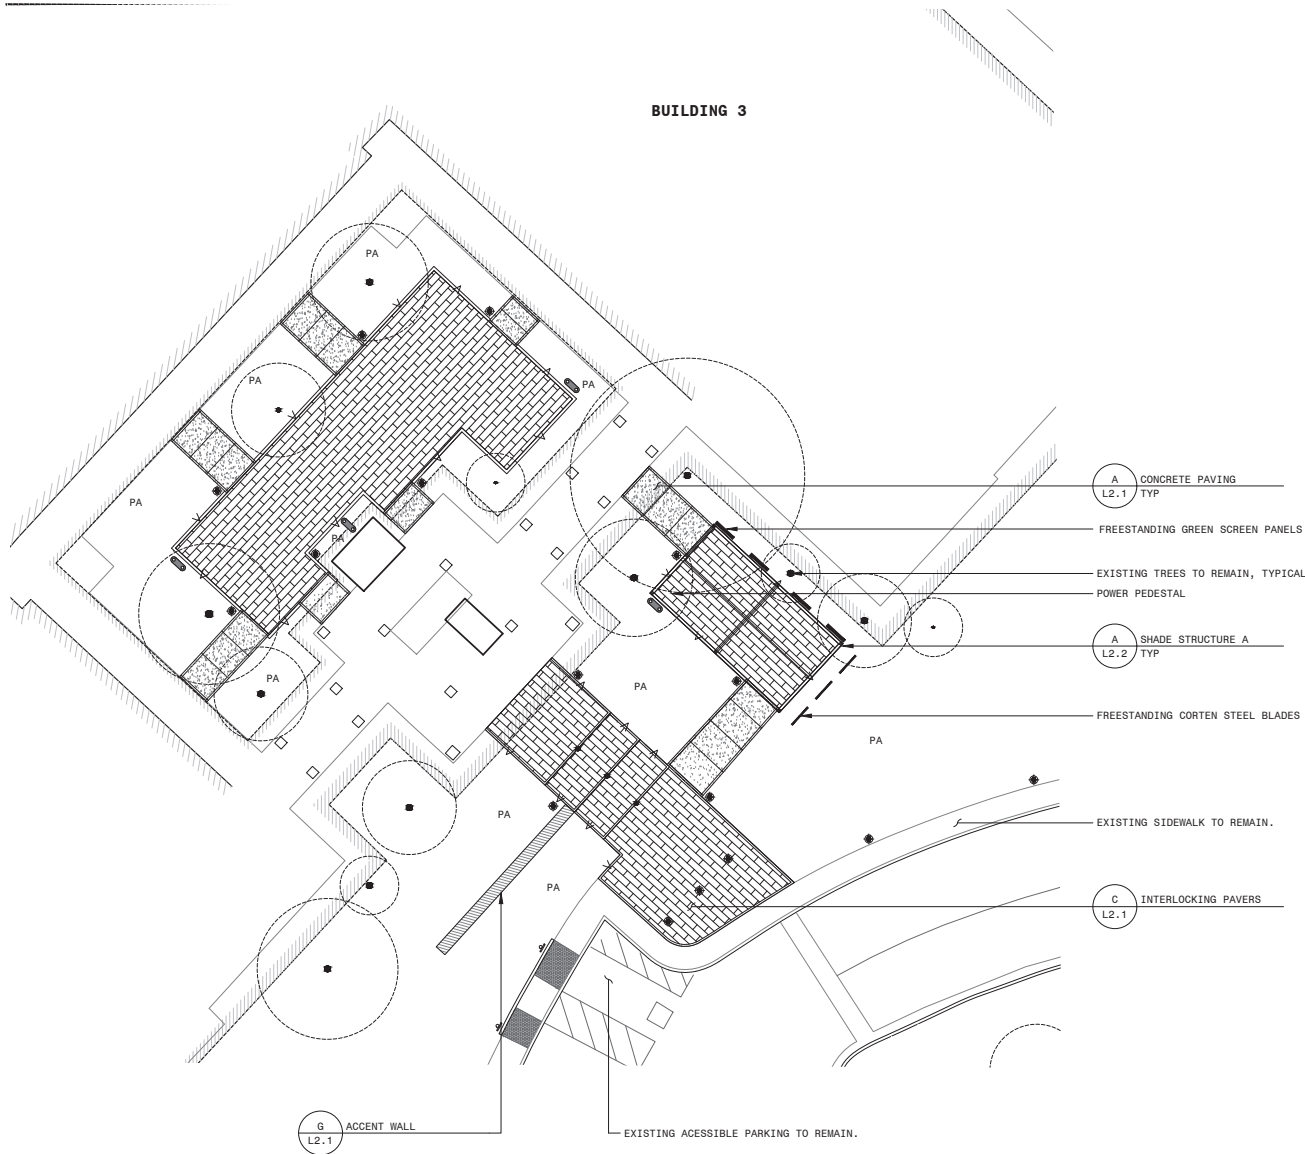 BUILDING 3
PA
PA
PA
PA
PA
PA
PA
PA
PA
PA
A
L2.1
CONCRETE PAVING
TYP
FREESTANDING GREEN SCREEN PANELS
EXISTING TREES TO REMAIN, TYPICAL
POWER PEDESTAL
A
L2.2
SHADE STRUCTURE A
TYP
FREESTANDING CORTEN STEEL BLADES
EXISTING SIDEWALK TO REMAIN.
C
L2.1
INTERLOCKING PAVERS
G
L2.1
ACCENT WALL
EXISTING ACESSIBLE PARKING TO REMAIN.